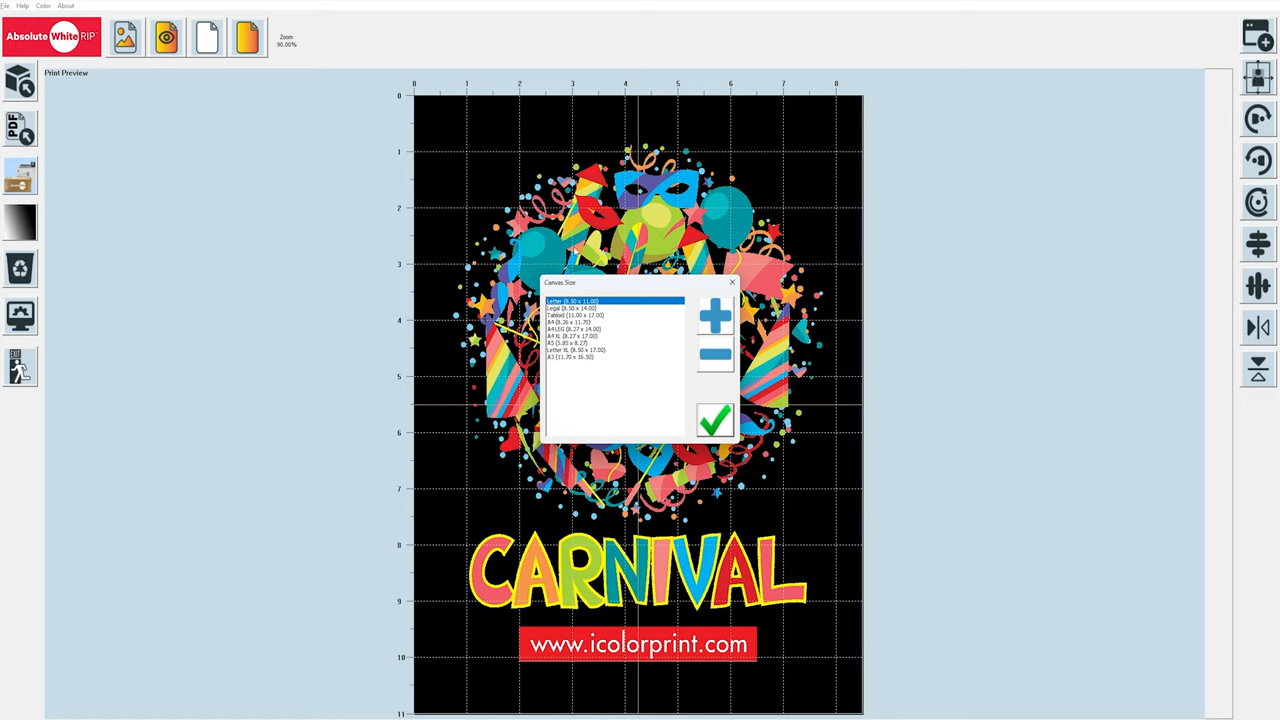 File Help Color About
Absolute White RIP
Zoom
90.00%
Print Preview
PDF
EXIT
0 1 2 3 4 5 6 7 8
0
1
2
3
4
5
6
7
8
9
10
11
Canvas Size
Letter (8.50 x 11.00)
Legal (8.50 x 14.00)
Tabloid (11.00 x 17.00)
A4 (8.26 x 11.70)
A4 LEG (8.27 x 14.00)
A4 XL (8.27 x 17.00)
A5 (5.85 x 8.27)
Letter XL (8.50 x 17.00)
A3 (11.70 x 16.50)
CARNIVAL
www.icolorprint.com